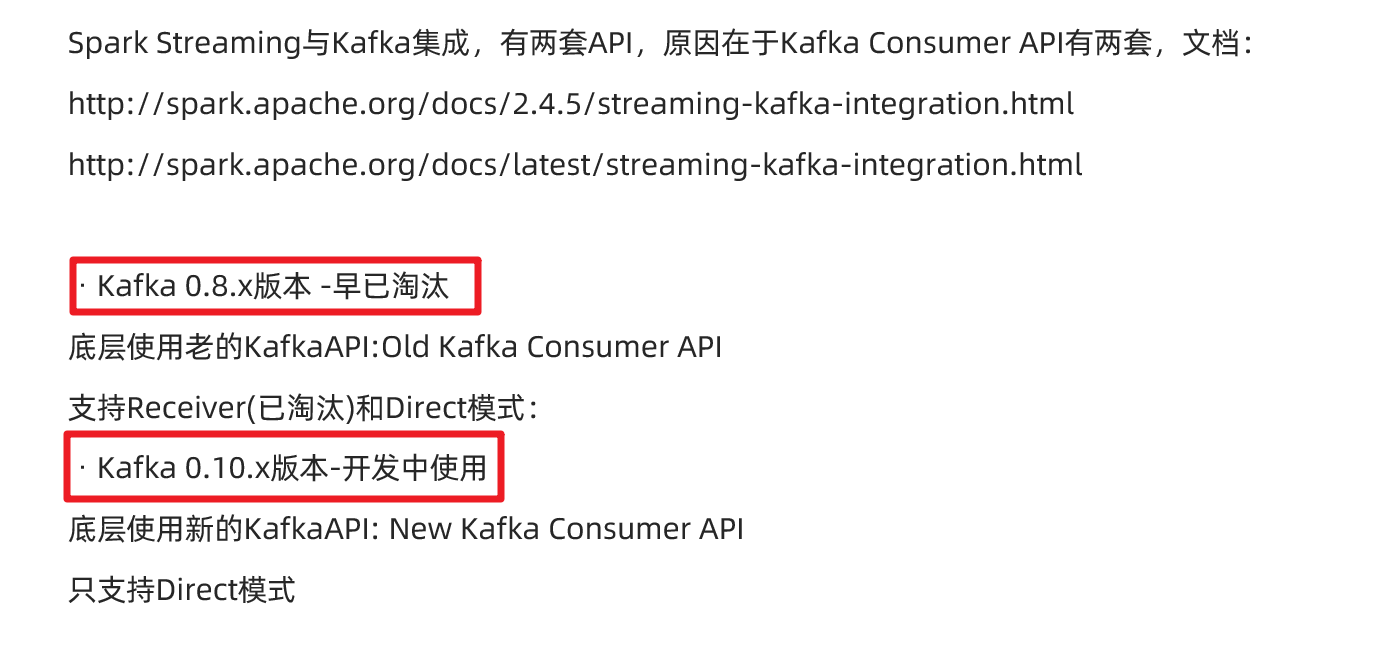 Spark Streaming与Kafka集成，有两套API，原因在于Kafka Consumer API有两套，文档：
http://spark.apache.org/docs/2.4.5/streaming-kafka-integration.html
http://spark.apache.org/docs/latest/streaming-kafka-integration.html
· Kafka 0.8.x版本 -早已淘汰
底层使用老的KafkaAPI:Old Kafka Consumer API
支持Receiver(已淘汰)和Direct模式：
· Kafka 0.10.x版本-开发中使用
底层使用新的KafkaAPI: New Kafka Consumer API
只支持Direct模式